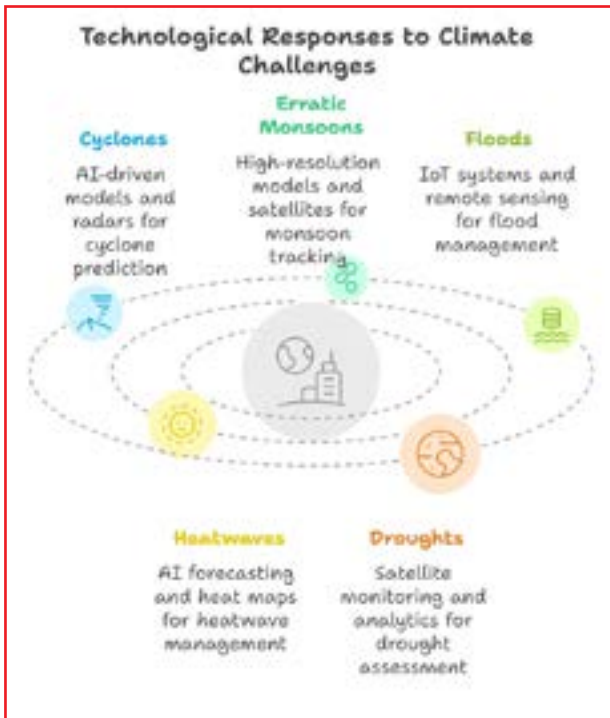 Technological Responses to Climate
Challenges
Cyclones
AI-driven
models and
radars for
cyclone
prediction
Erratic
Monsoons
High-resolution
models and
satellites for
monsoon
tracking
Floods
IoT systems and
remote sensing
for flood
management
Heatwaves
AI forecasting
and heat maps
for heatwave
management
Droughts
Satellite
monitoring and
analytics for
drought
assessment